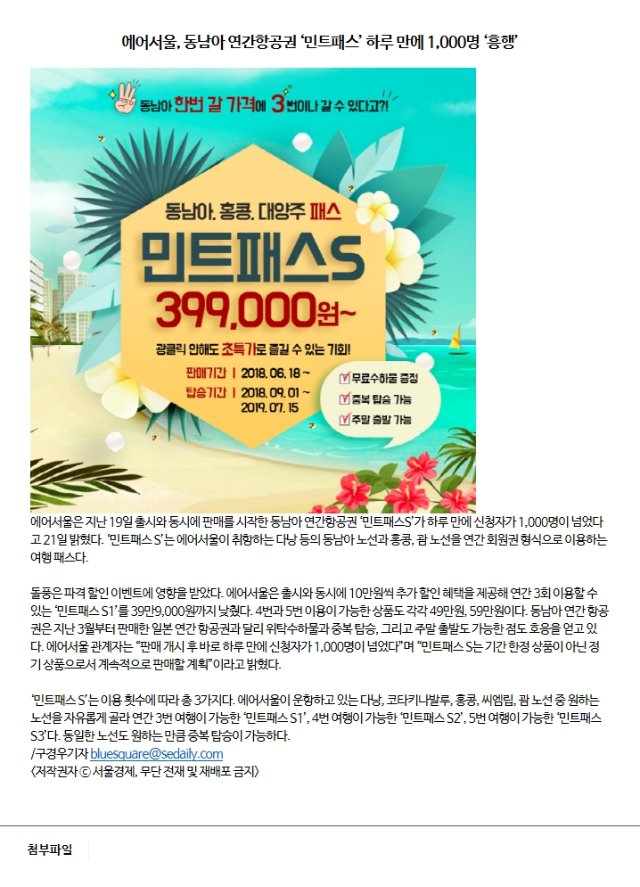 에어서울, 동남아 연간항공권 ‘민트패스’ 하루 만에 1,000명 ‘흥행’
동남아 한번 갈 가격에 3번이나 갈 수 있다고?!
동남아. 홍콩. 대양주 패스
민트패스S
399,000원~
광클릭 안해도 초특가로 즐길 수 있는 기회!
판매기간 | 2018. 06. 18 ~
탑승기간 | 2018. 09. 01 ~
2019. 07. 15
무료수하물 증정
중복 탑승 가능
주말 출발 가능
에어서울은 지난 19일 출시와 동시에 판매를 시작한 동남아 연간항공권 ‘민트패스S’가 하루 만에 신청자가 1,000명이 넘었다
고 21일 밝혔다. ‘민트패스 S’는 에어서울이 취항하는 다낭 등의 동남아 노선과 홍콩, 괌 노선을 연간 회원권 형식으로 이용하는
여행 패스다.
돌풍은 파격 할인 이벤트에 영향을 받았다. 에어서울은 출시와 동시에 10만원씩 추가 할인 혜택을 제공해 연간 3회 이용할 수
있는 ‘민트패스 S1’를 39만9,000원까지 낮췄다. 4번과 5번 이용이 가능한 상품도 각각 49만원, 59만원이다. 동남아 연간 항공
권은 지난 3월부터 판매한 일본 연간 항공권과 달리 위탁수하물과 중복 탑승, 그리고 주말 출발도 가능한 점도 호응을 얻고 있
다. 에어서울 관계자는 “판매 개시 후 바로 하루 만에 신청자가 1,000명이 넘었다”며 “민트패스 S는 기간 한정 상품이 아닌 정
기 상품으로서 계속적으로 판매할 계획”이라고 밝혔다.
‘민트패스 S’는 이용 횟수에 따라 총 3가지다. 에어서울이 운항하고 있는 다낭, 코타키나발루, 홍콩, 씨엠립, 괌 노선 중 원하는
노선을 자유롭게 골라 연간 3번 여행이 가능한 ‘민트패스 S1’, 4번 여행이 가능한 ‘민트패스 S2’, 5번 여행이 가능한 ‘민트패스
S3’다. 동일한 노선도 원하는 만큼 중복 탑승이 가능하다.
/구경우기자 bluesquare@sedaily.com
<저작권자 ⓒ 서울경제, 무단 전재 및 재배포 금지>
첨부파일